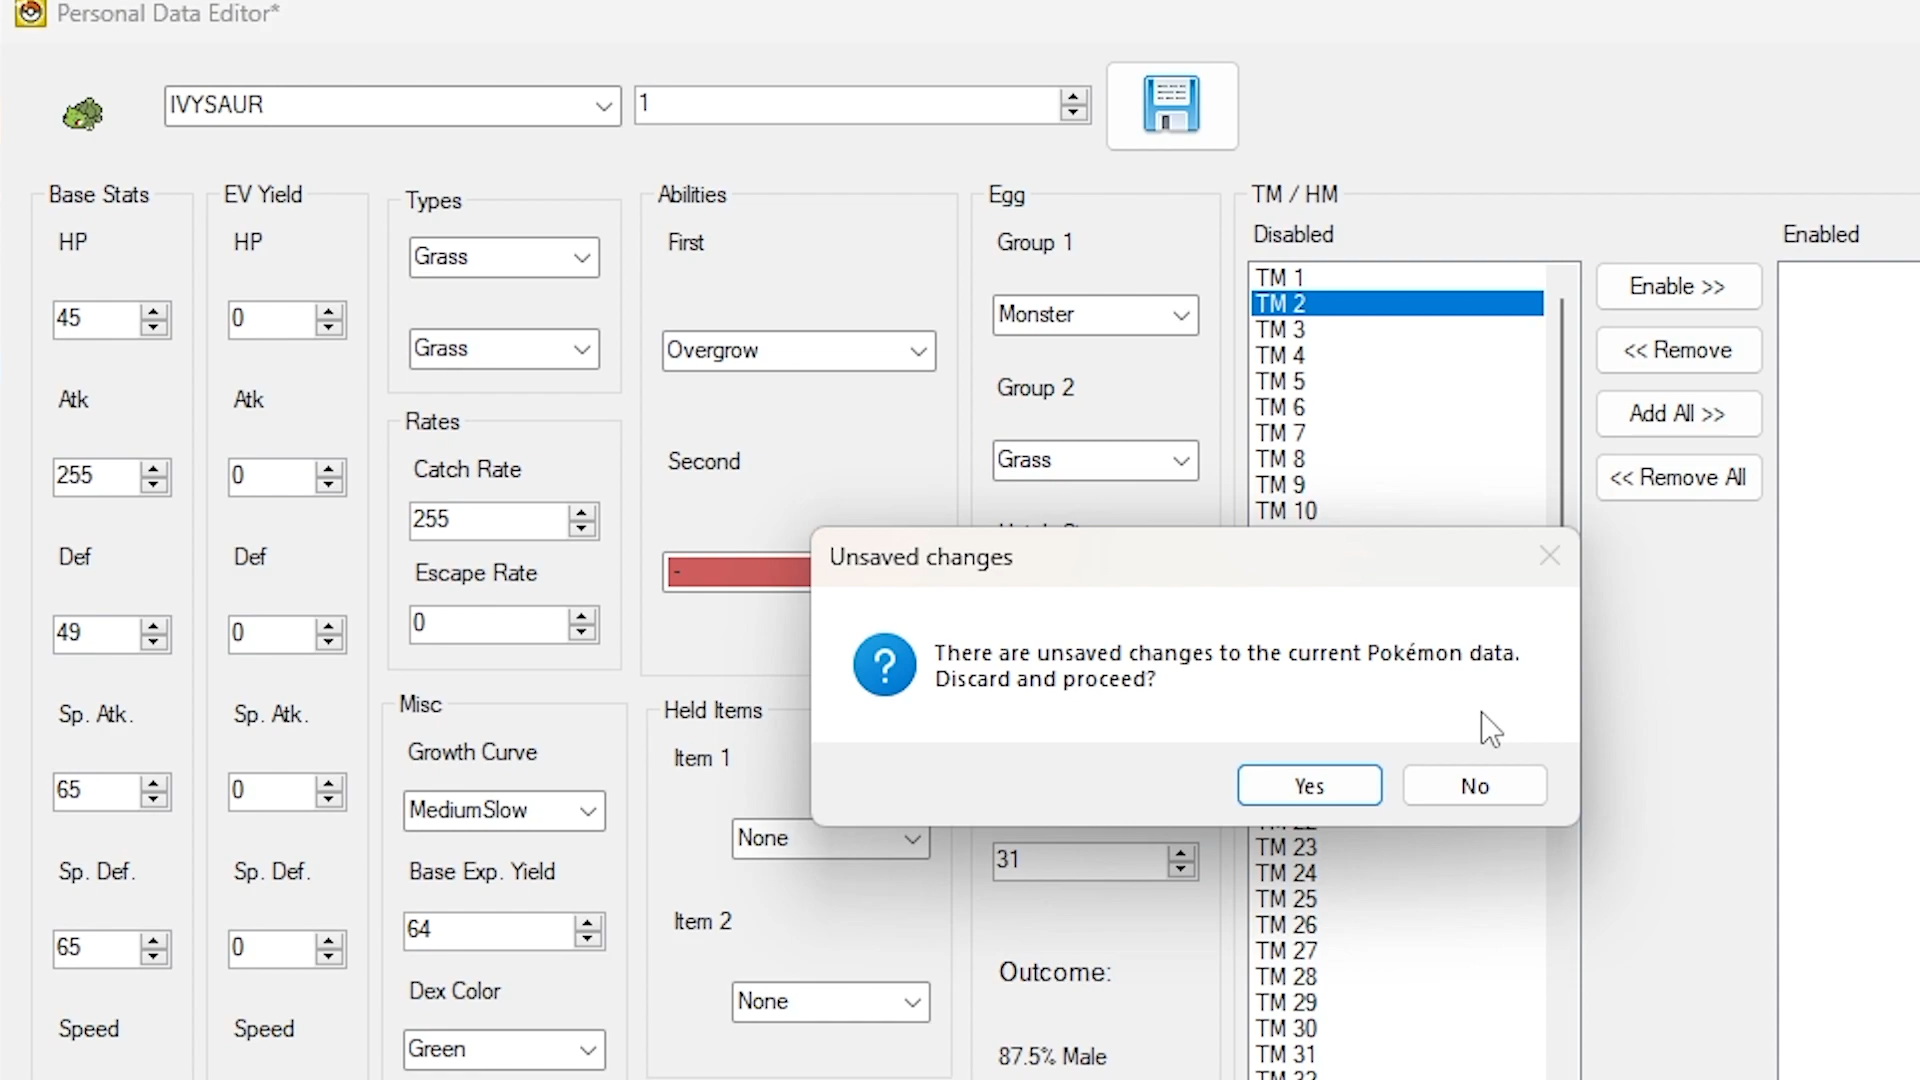 Personal Data Editor*
IVYSAUR
1
Base Stats
HP
45
Atk
255
Def
49
Sp. Atk.
65
Sp. Def.
65
Speed
EV Yield
HP
0
Atk
0
Def
0
Sp. Atk.
0
Sp. Def.
0
Speed
Types
Grass
Grass
Rates
Catch Rate
255
Escape Rate
0
Misc
Growth Curve
MediumSlow
Base Exp. Yield
64
Dex Color
Green
Abilities
First
Overgrow
Second
-
Held Items
Item 1
None
Item 2
None
Egg
Group 1
Monster
Group 2
Grass
31
Outcome:
87.5% Male
TM / HM
Disabled
TM 1
TM 2
TM 3
TM 4
TM 5
TM 6
TM 7
TM 8
TM 9
TM 10
TM 23
TM 24
TM 25
TM 26
TM 27
TM 28
TM 29
TM 30
TM 31
TM 32
Enable >>
<< Remove
Add All >>
<< Remove All
Enabled
Unsaved changes
There are unsaved changes to the current Pokémon data.
Discard and proceed?
Yes
No